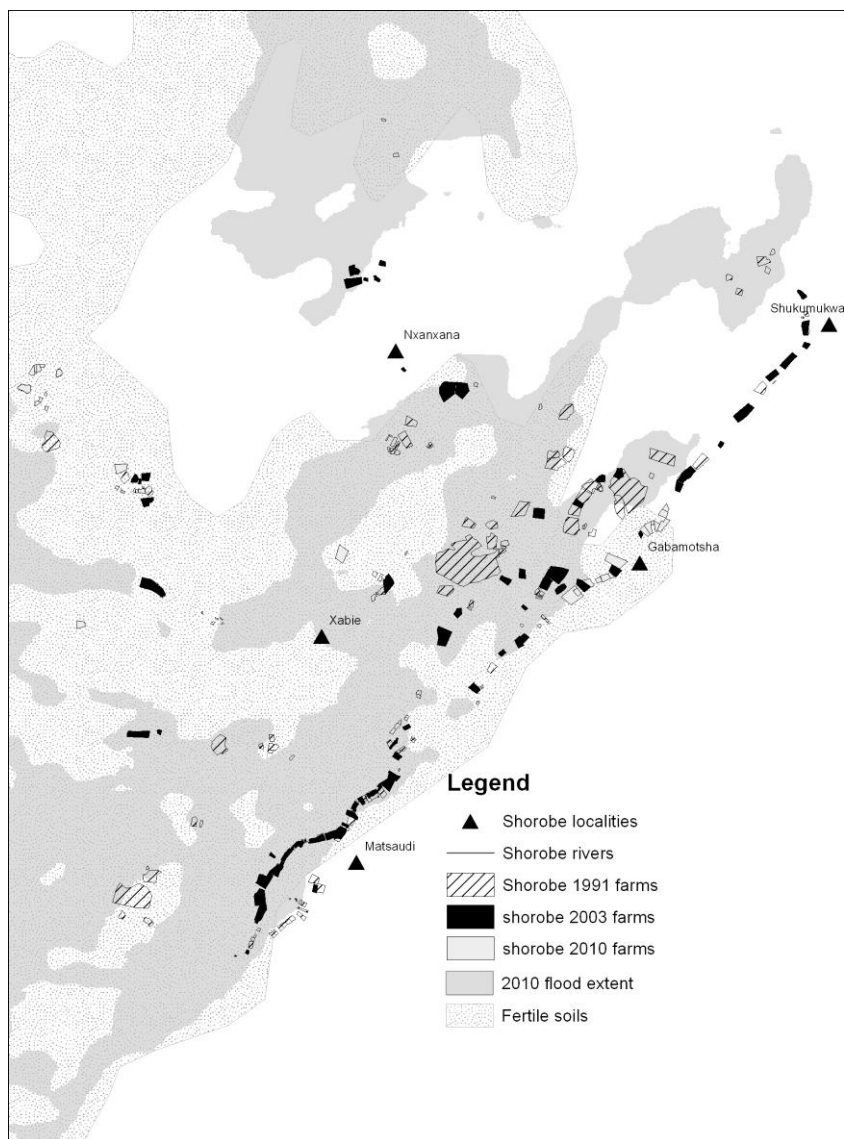 Shukumukwa
Nxanxana
Gabamotsha
Xabie
Matsaudi
Legend
Shorobe localities
Shorobe rivers
Shorobe 1991 farms
shorobe 2003 farms
shorobe 2010 farms
2010 flood extent
Fertile soils